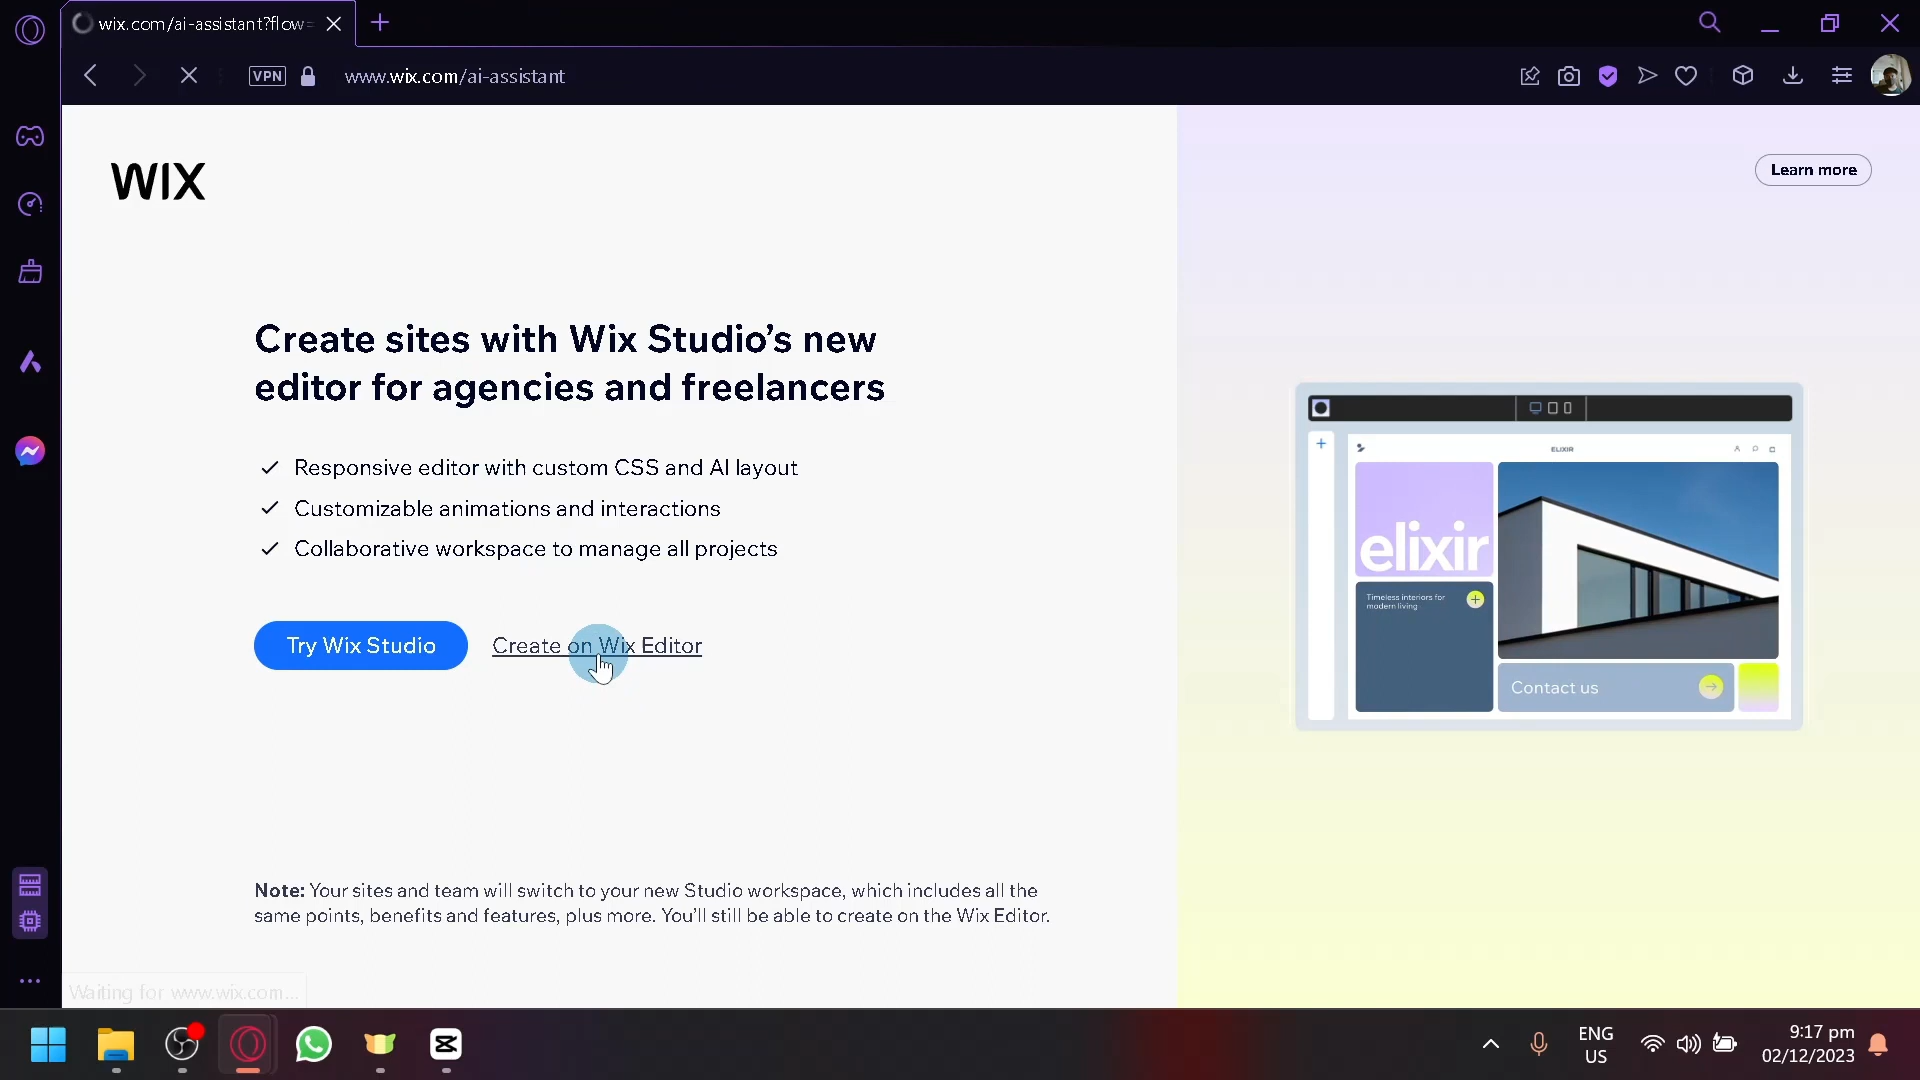 wix.com/ai-assistant?flow=
VPN
www.wix.com/ai-assistant
WIX
Learn more
Create sites with Wix Studio’s new
editor for agencies and freelancers
Responsive editor with custom CSS and AI layout
Customizable animations and interactions
Collaborative workspace to manage all projects
Try Wix Studio
Create on Wix Editor
ELIXIR
elixir
Timeless interiors for
modern living
Contact us
Note: Your sites and team will switch to your new Studio workspace, which includes all the
same points, benefits and features, plus more. You’ll still be able to create on the Wix Editor.
Waiting for www.wix.com...
ENG
US
9:17 pm
02/12/2023